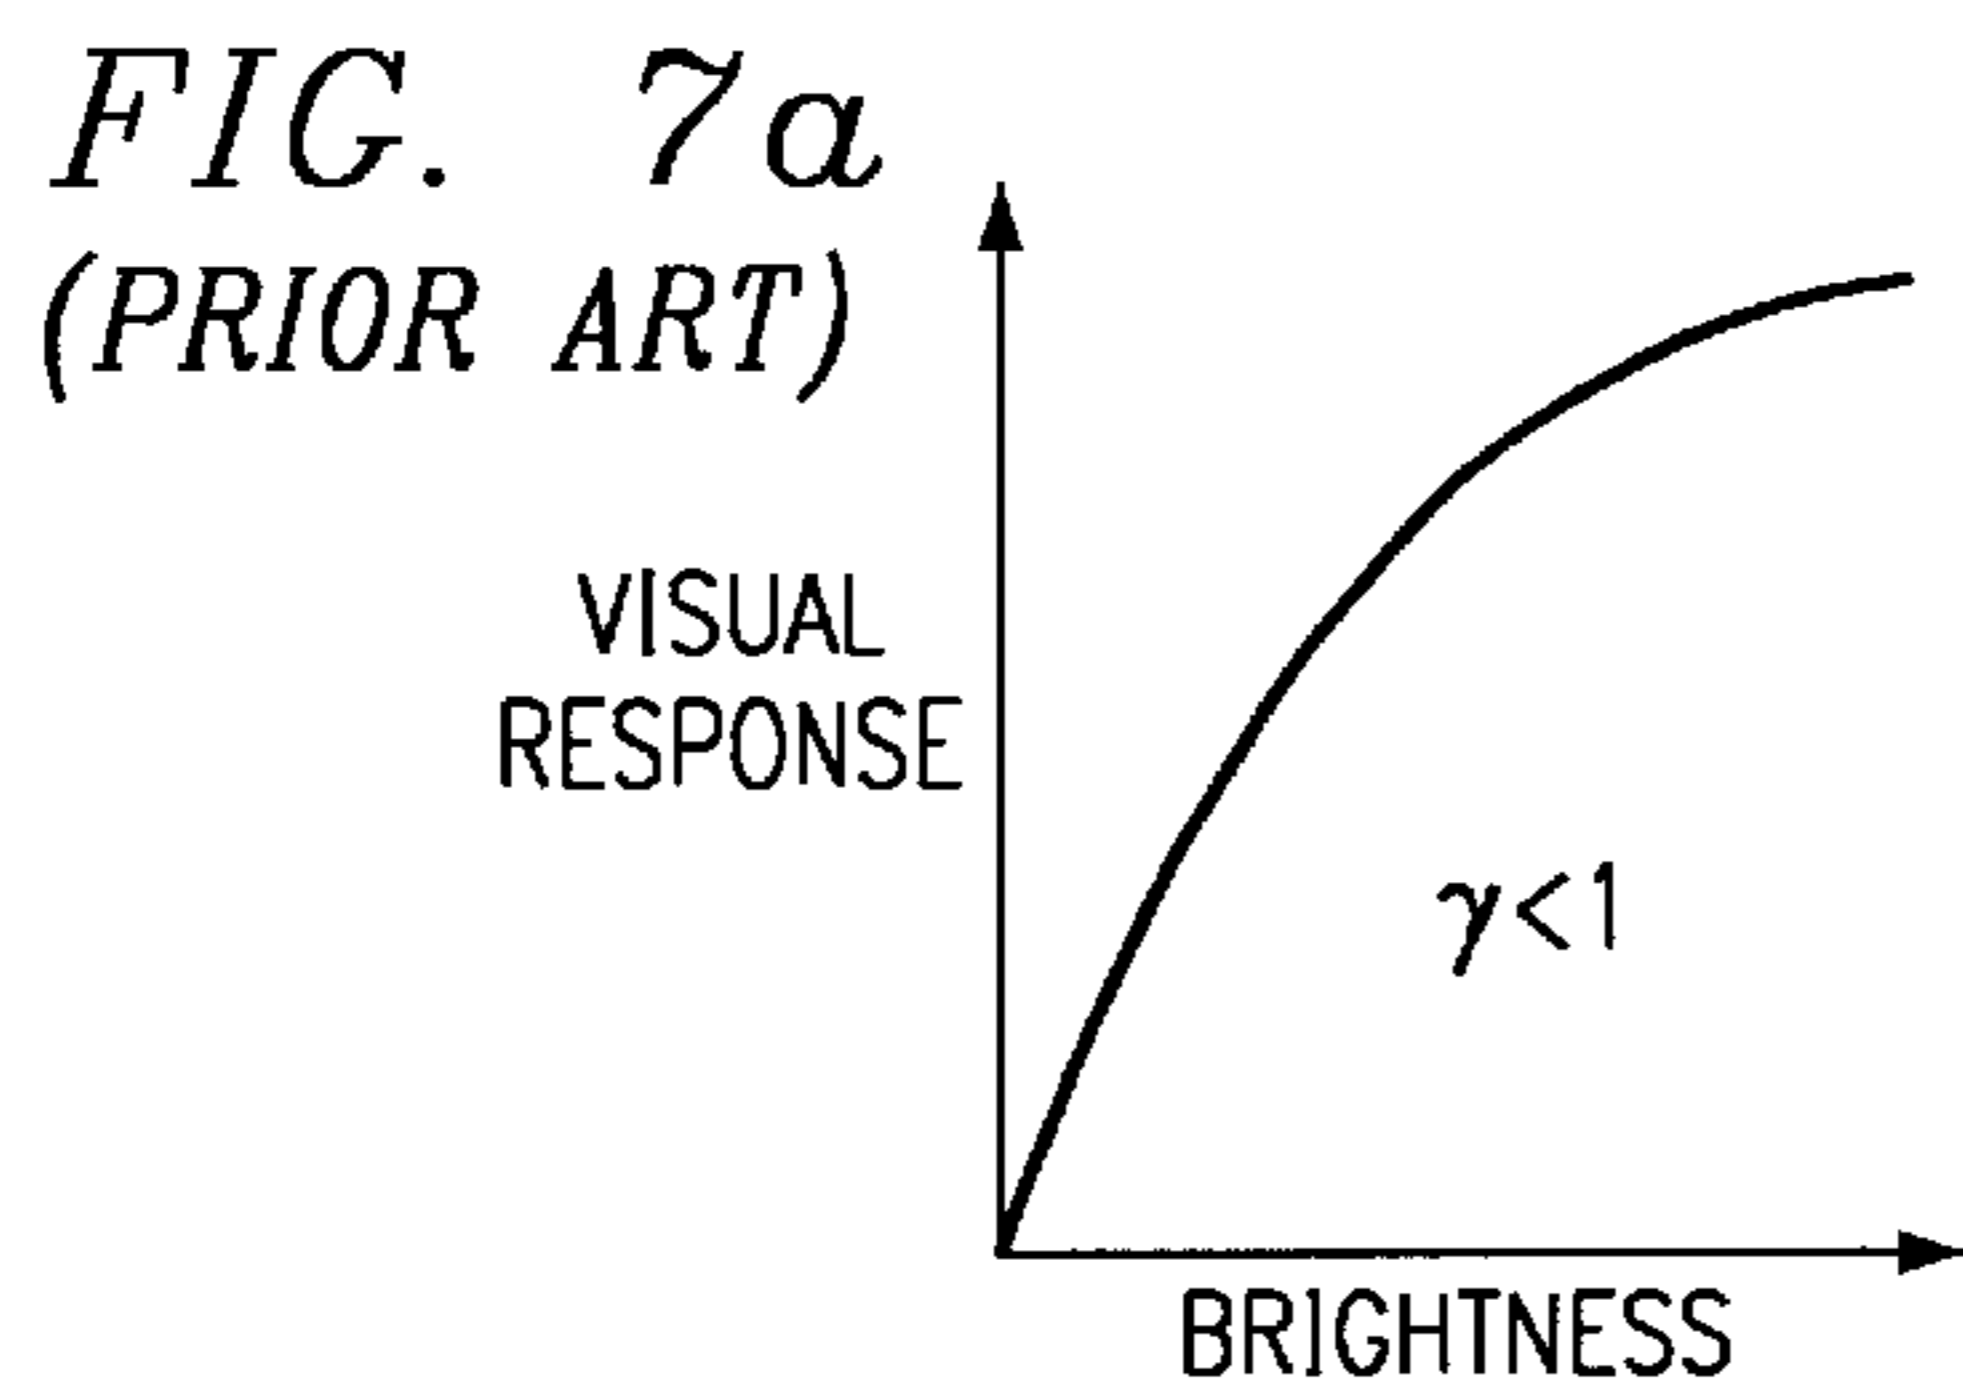 FIG. 7a
(PRIOR ART)
VISUAL
RESPONSE
γ<1
BRIGHTNESS